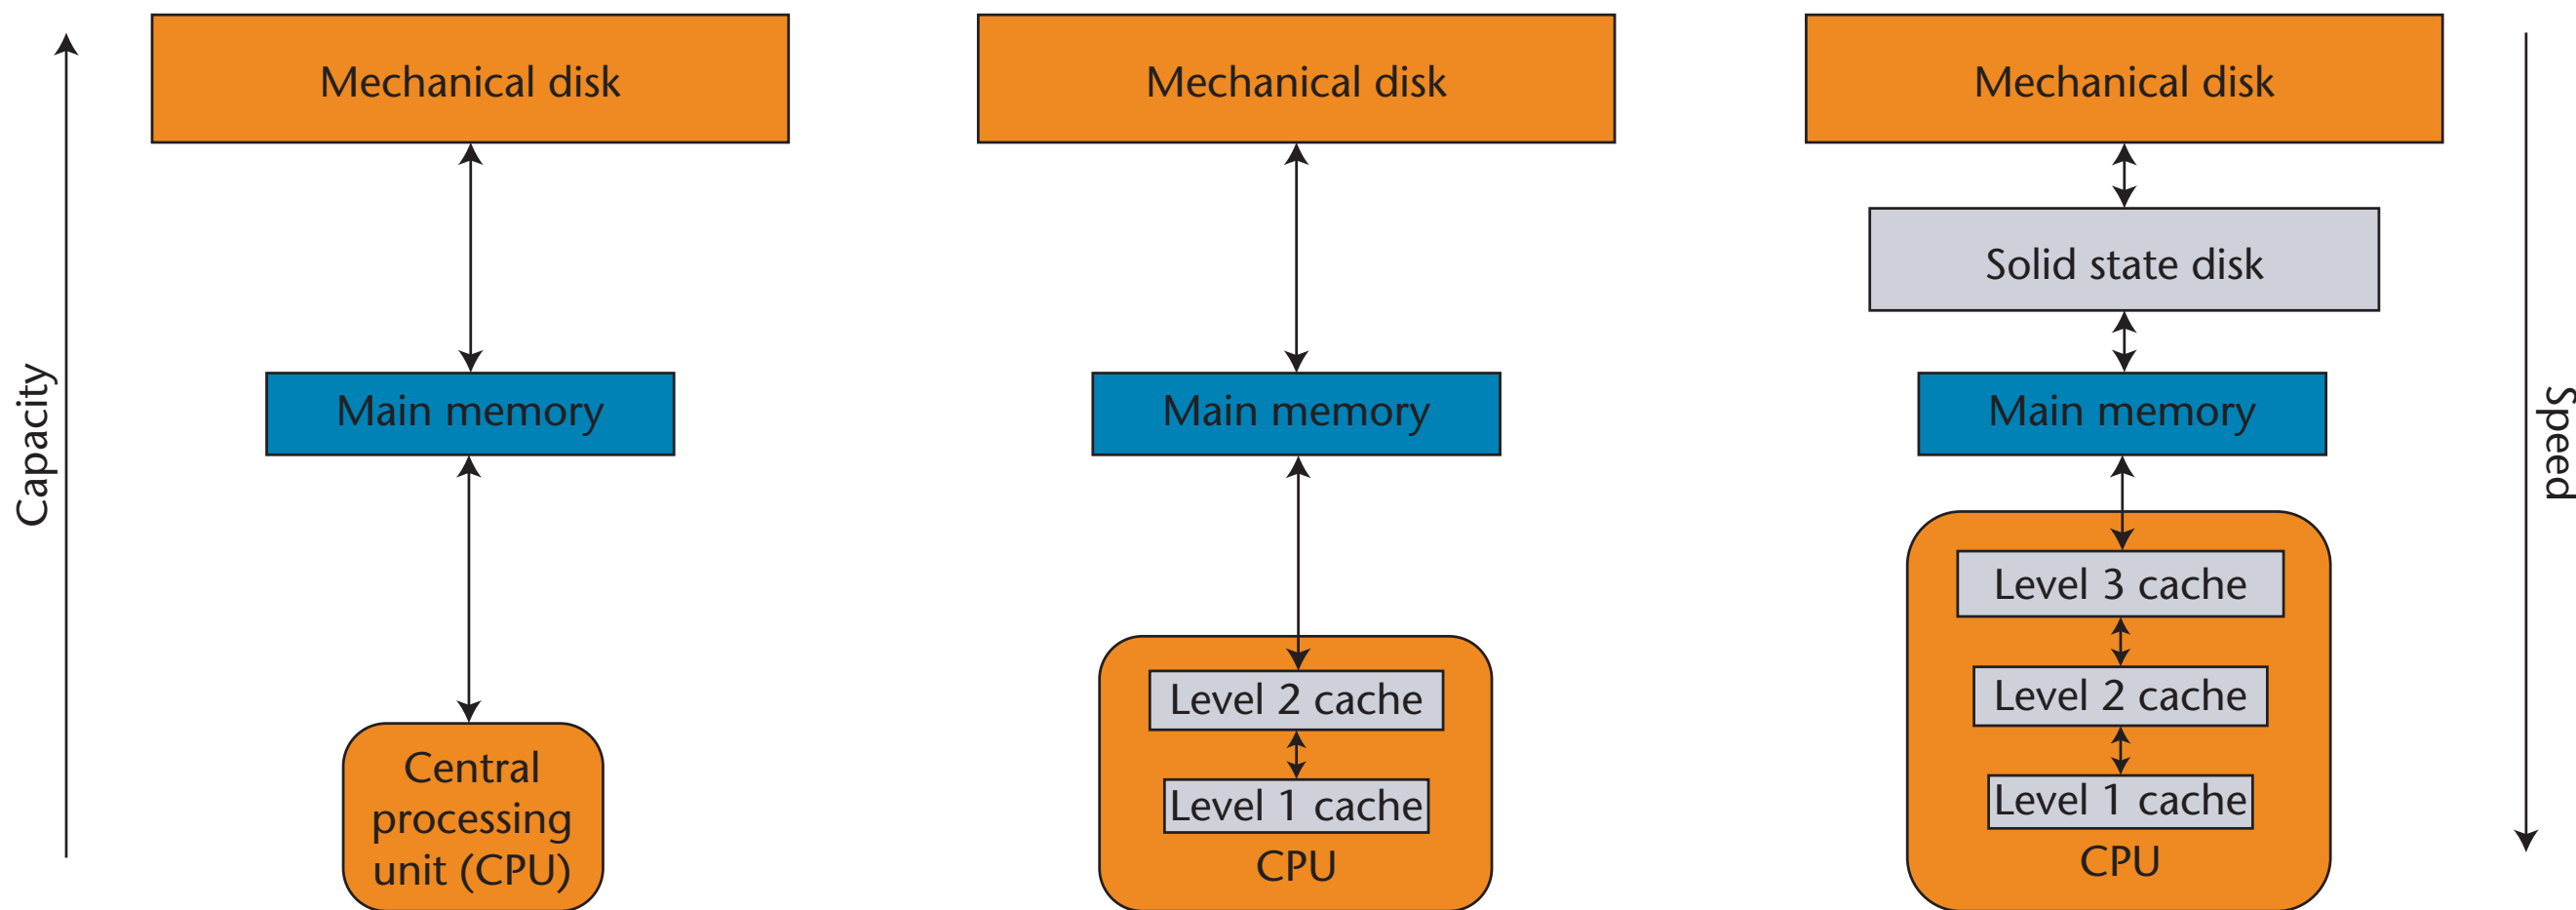 Capacity
Mechanical disk
Main memory
Central
processing
unit (CPU)
Mechanical disk
Main memory
Level 2 cache
Level 1 cache
CPU
Mechanical disk
Solid state disk
Main memory
Level 3 cache
Level 2 cache
Level 1 cache
CPU
Speed